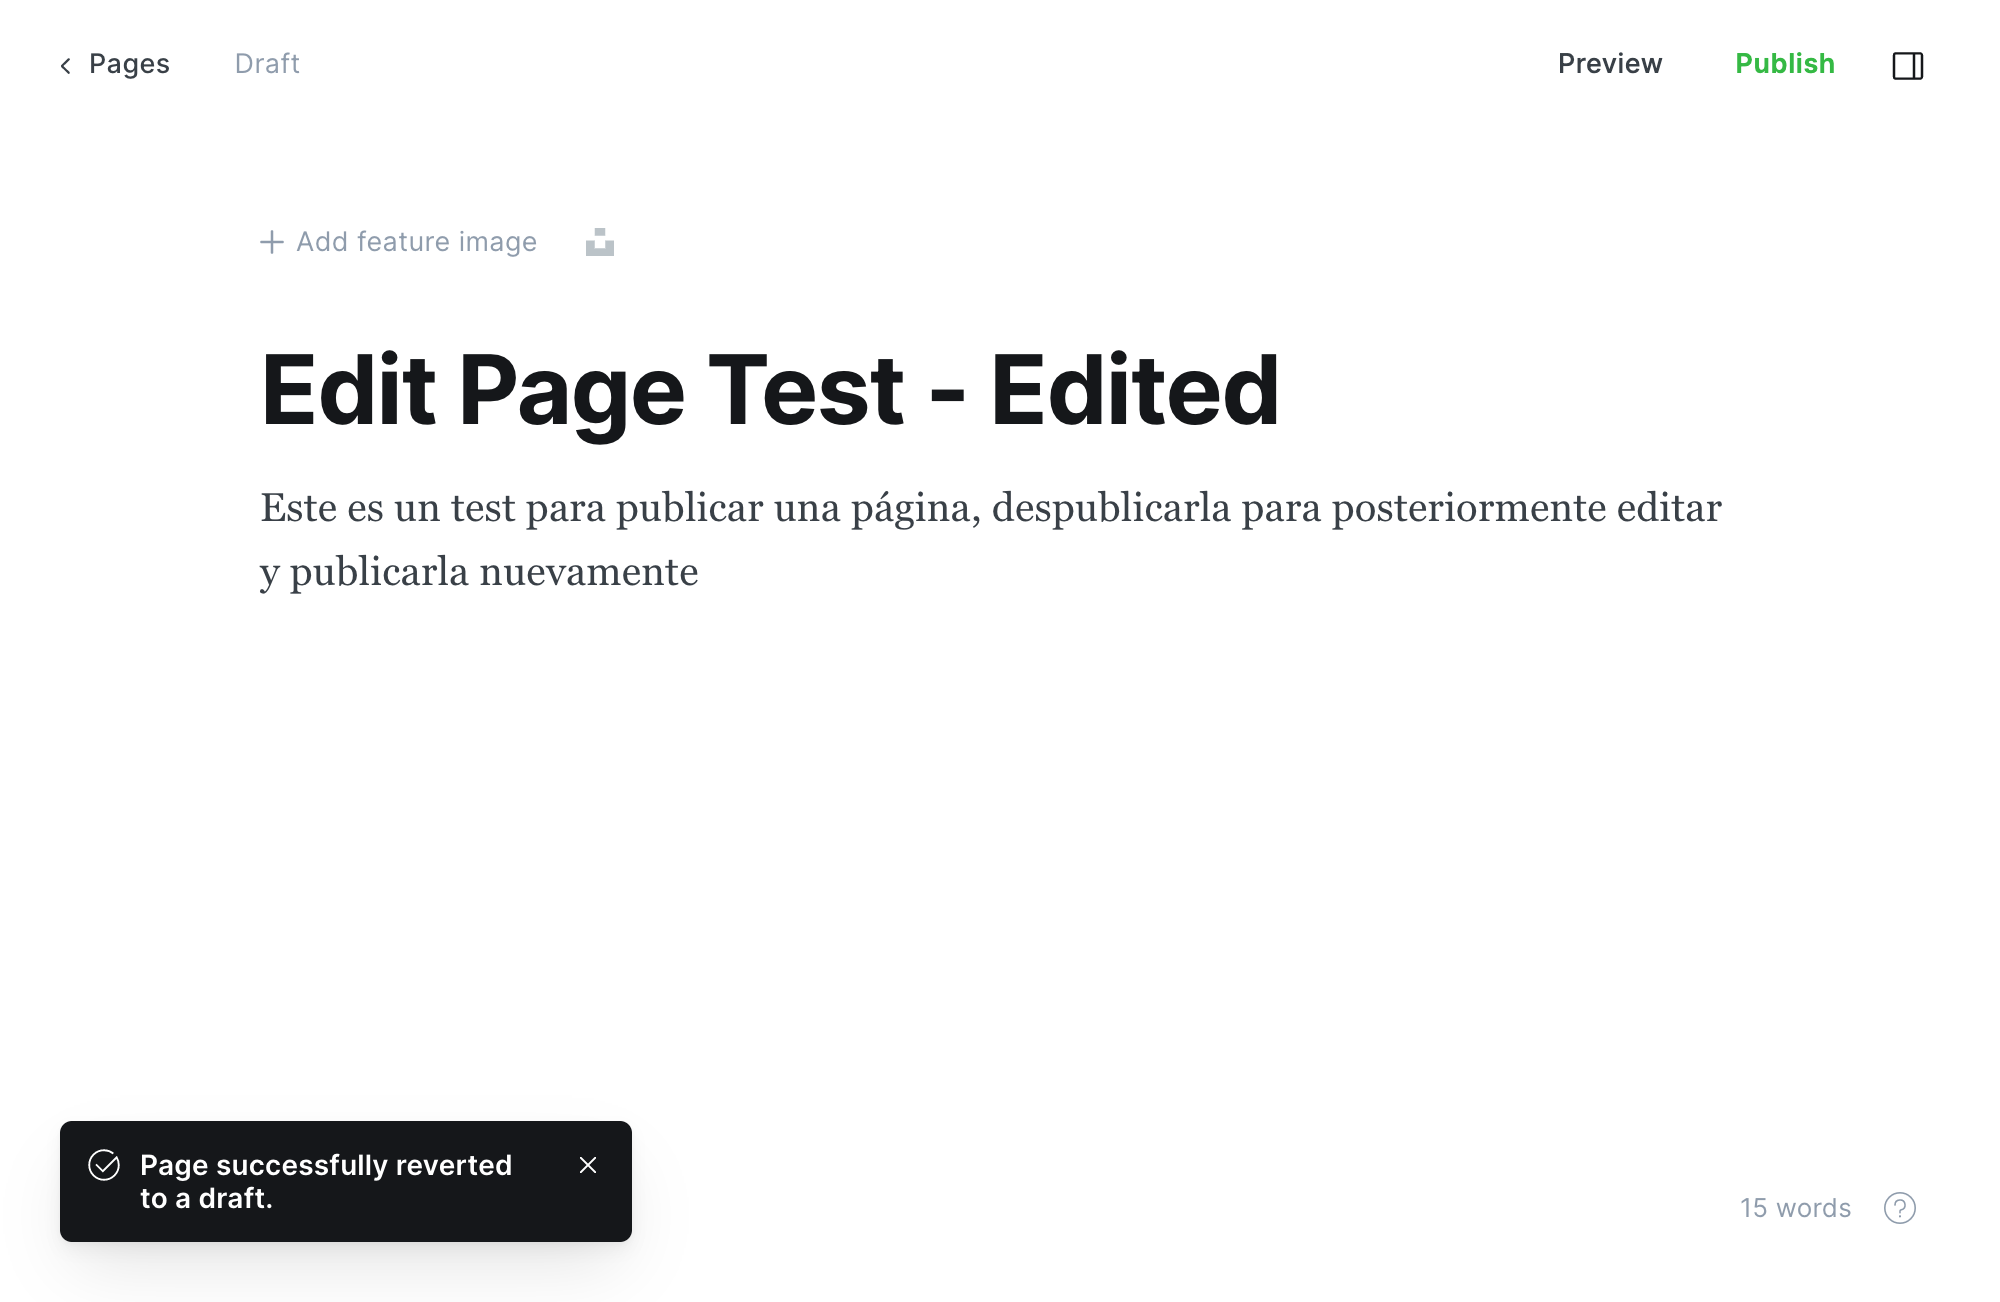 Pages
Draft
Preview
Publish
Add feature image
Edit Page Test - Edited
Este es un test para publicar una página, despublicarla para posteriormente editar
y publicarla nuevamente
Page successfully reverted
to a draft.
15 words